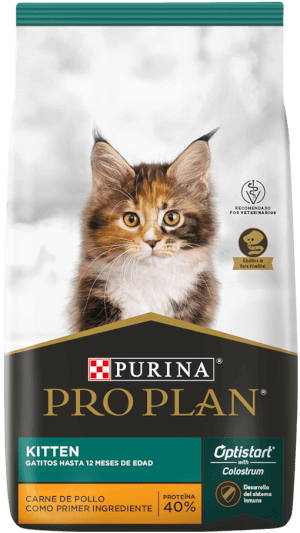 RECOMENDADO
POR VETERINARIOS
PURINA®
PRO PLAN®
KITTEN
GATITOS HASTA 12 MESES DE EDAD
Optistart®
with
Colostrum
CARNE DE POLLO
COMO PRIMER INGREDIENTE
PROTEÍNA
40%
Desarrollo
del sistema
inmune